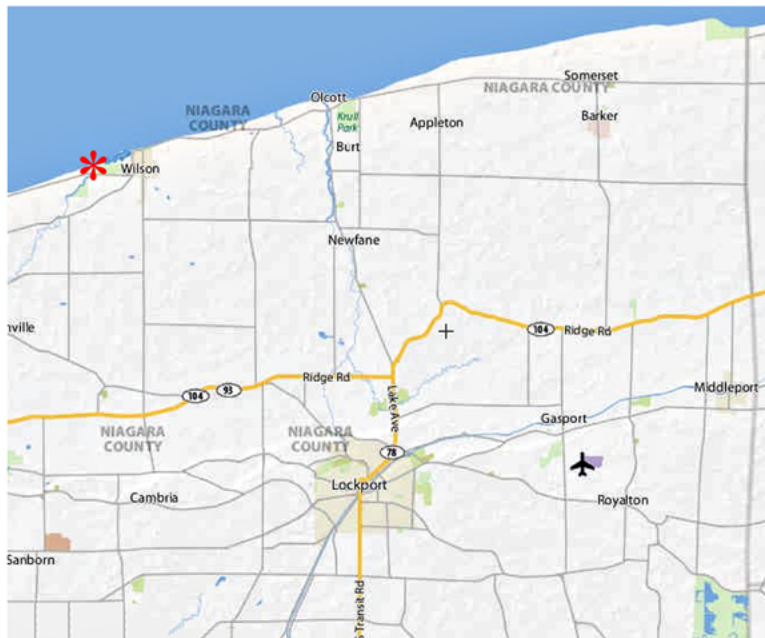 Somerset
NIAGARA COUNTY
Olcott
NIAGARA
COUNTY
Krull
Park
Appleton
Barker
Burt
Wilson
Newfane
nville
104
Ridge Rd
Ridge Rd
104
93
Lake Ave
Middleport
Gasport
NIAGARA
COUNTY
NIAGARA
COUNTY
78
Lockport
Cambria
Royalton
Sanborn
Transit Rd